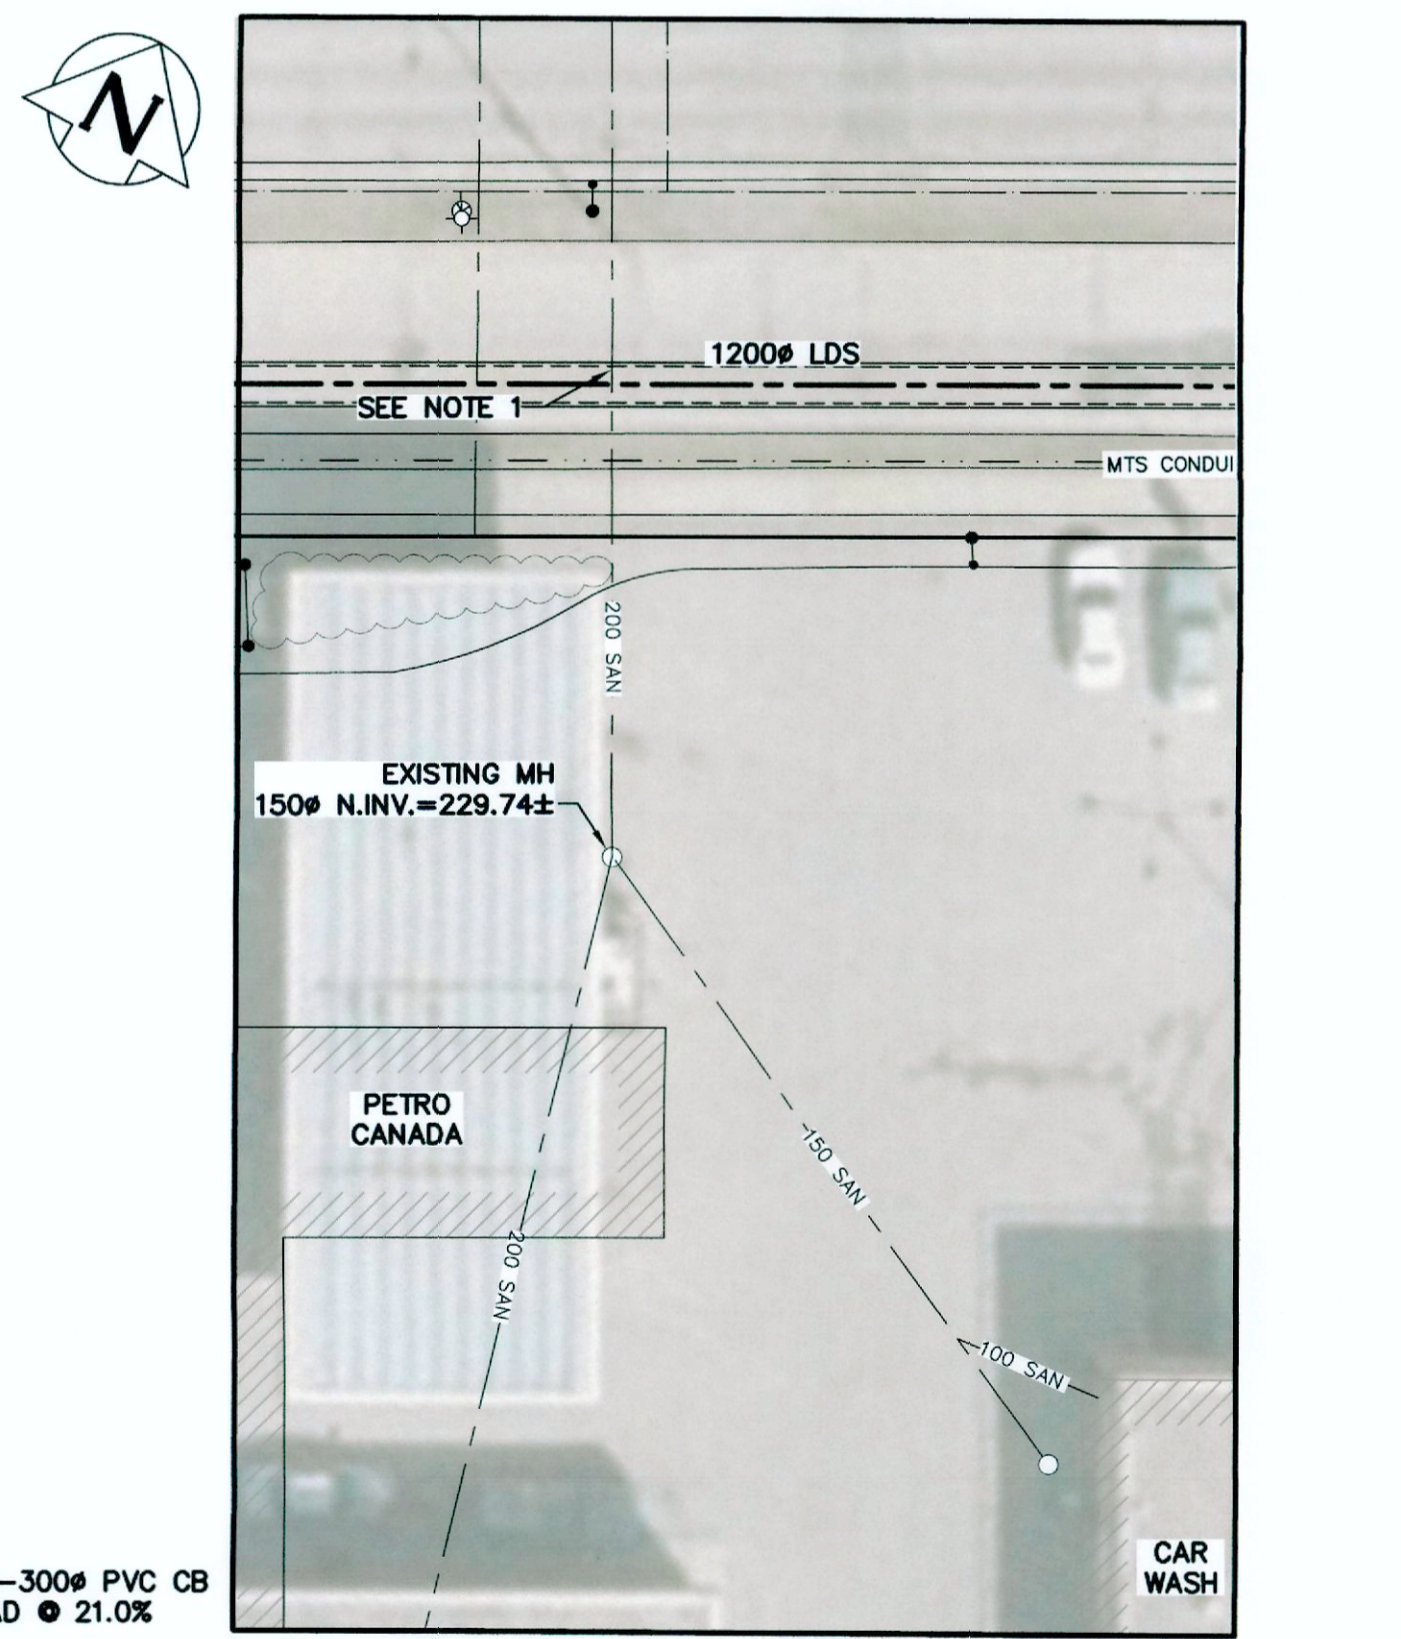 N
1200ø LDS
SEE NOTE 1
MTS CONDUI
200 SAN
EXISTING MH
150ø N.INV.=229.74±
PETRO
CANADA
150 SAN
200 SAN
100 SAN
CAR
WASH
-300ø PVC CB
D @ 21.0%